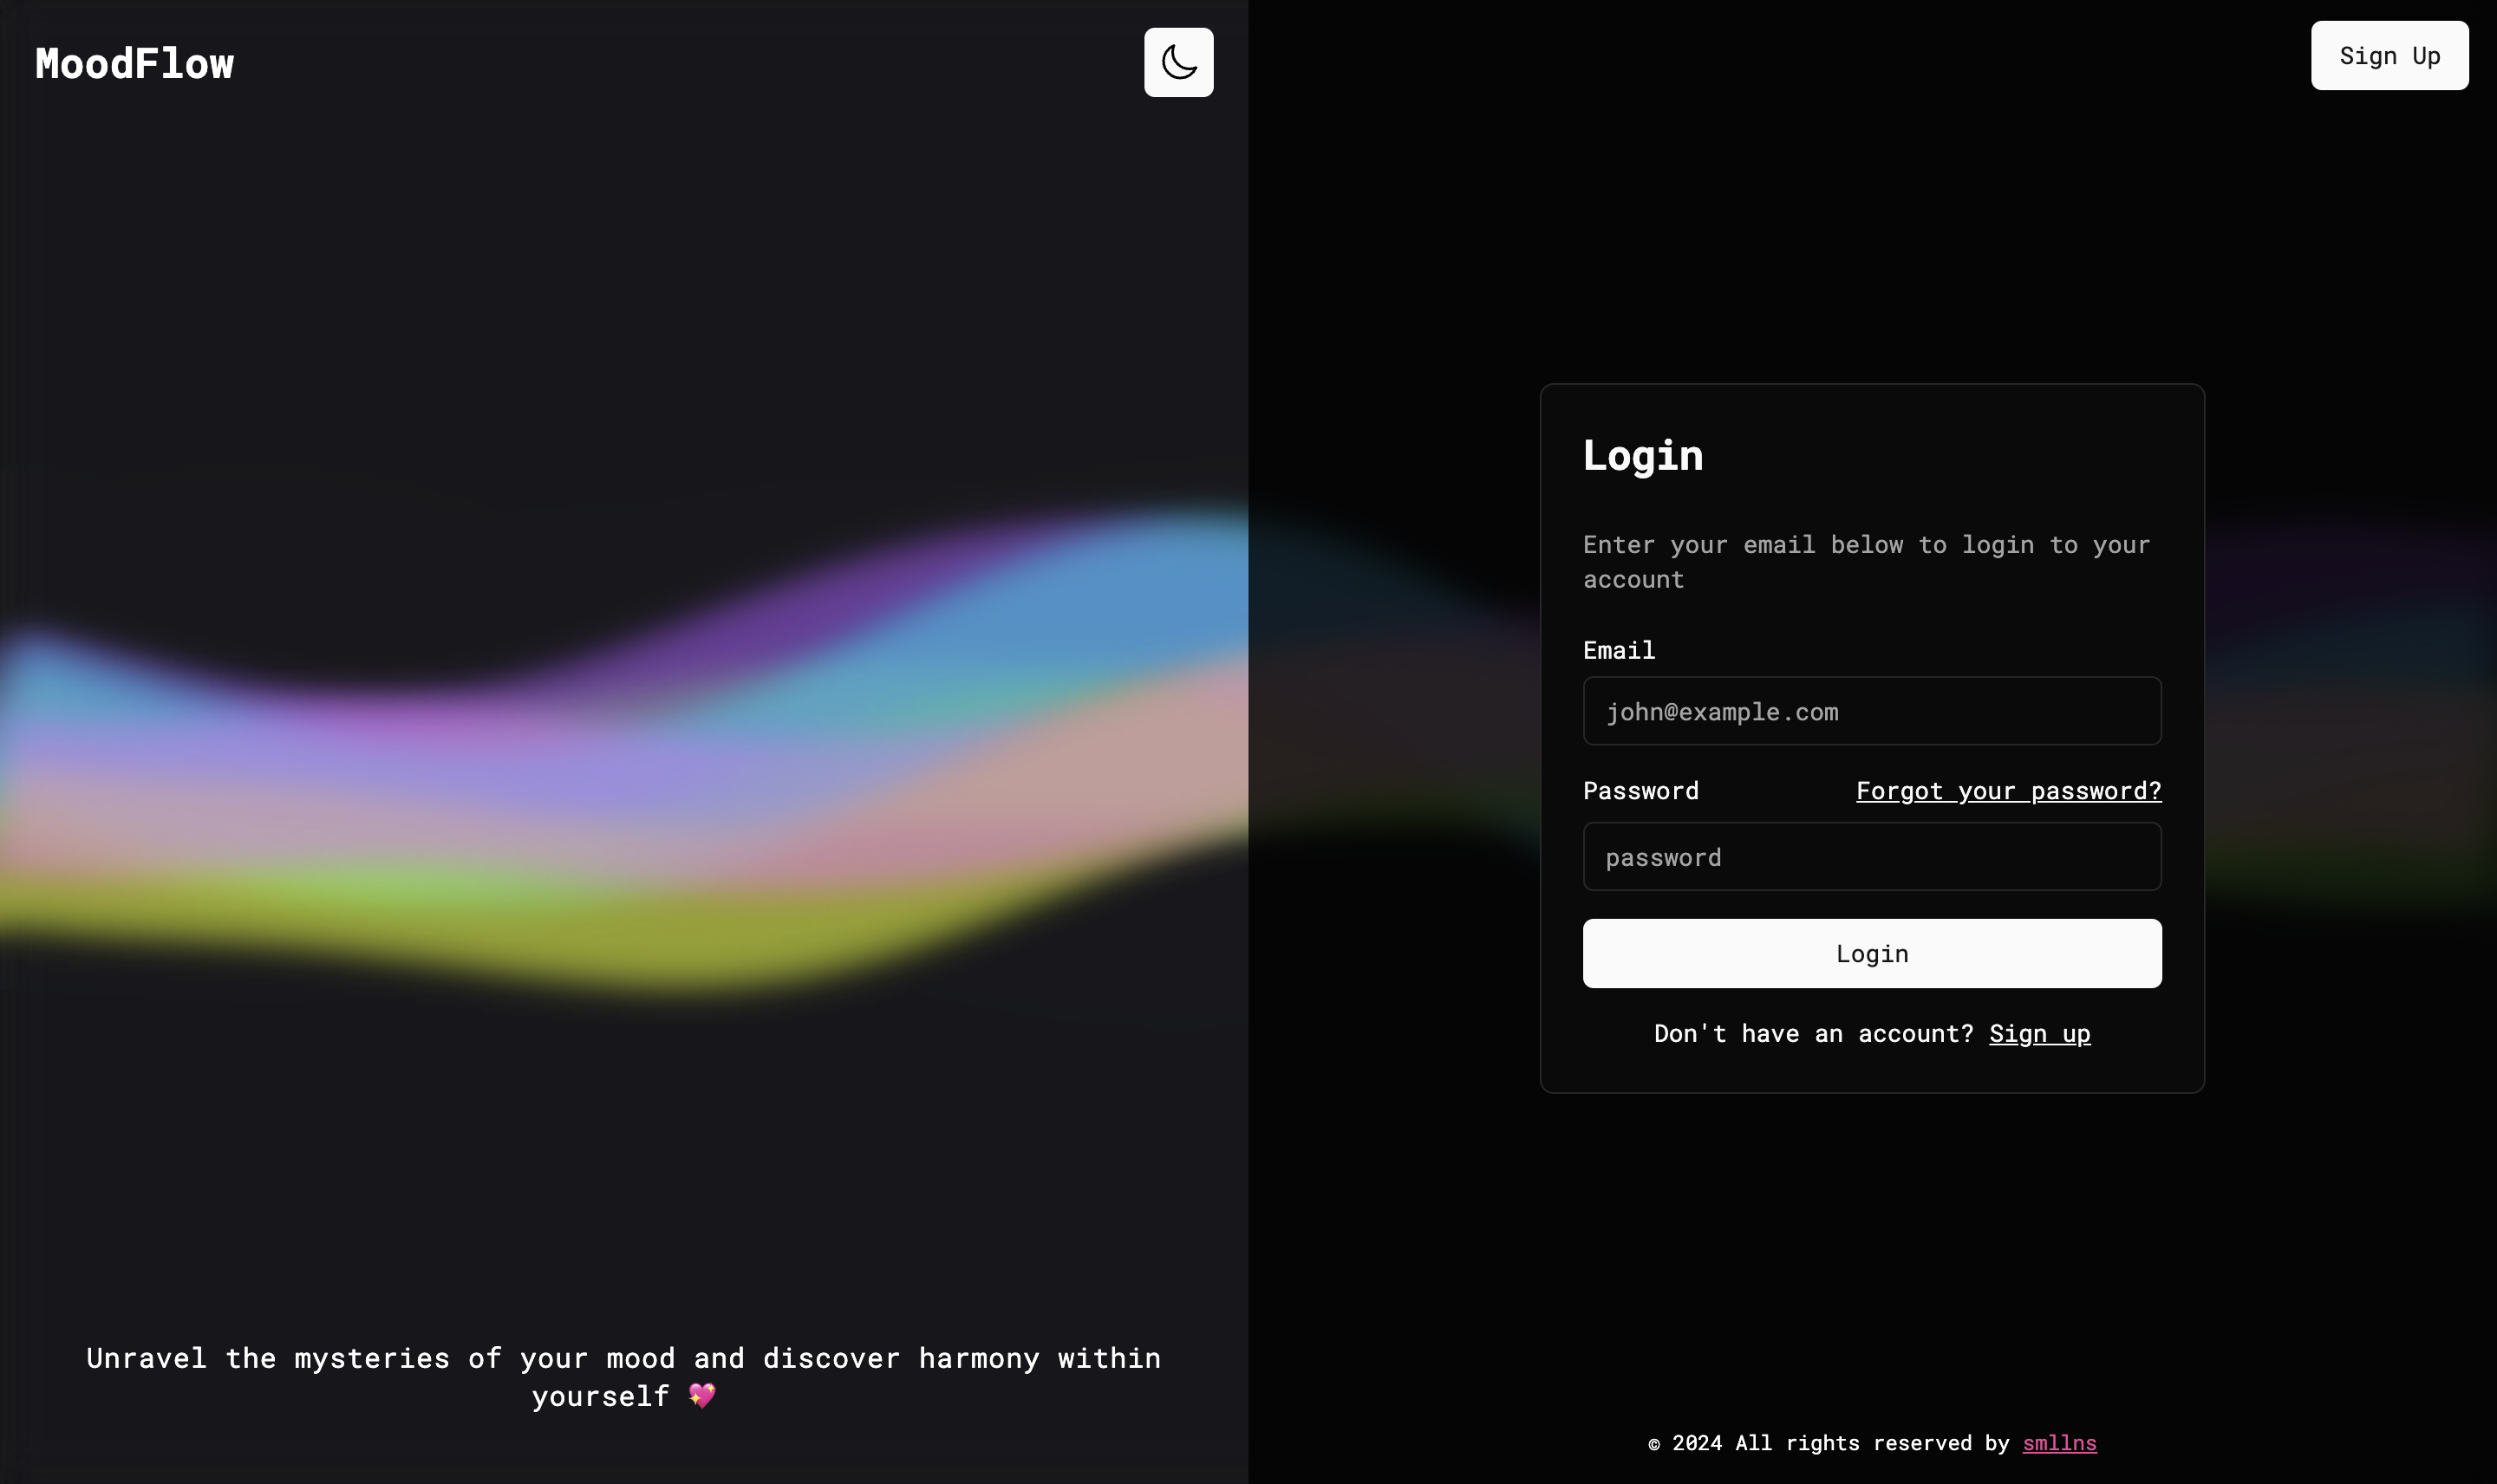 MoodFlow
Sign Up
Login
Enter your email below to login to your
account
Email
john@example.com
Password Forgot your password?
password
Login
Don't have an account? Sign up
Unravel the mysteries of your mood and discover harmony within
yourself 💖
© 2024 All rights reserved by smllns